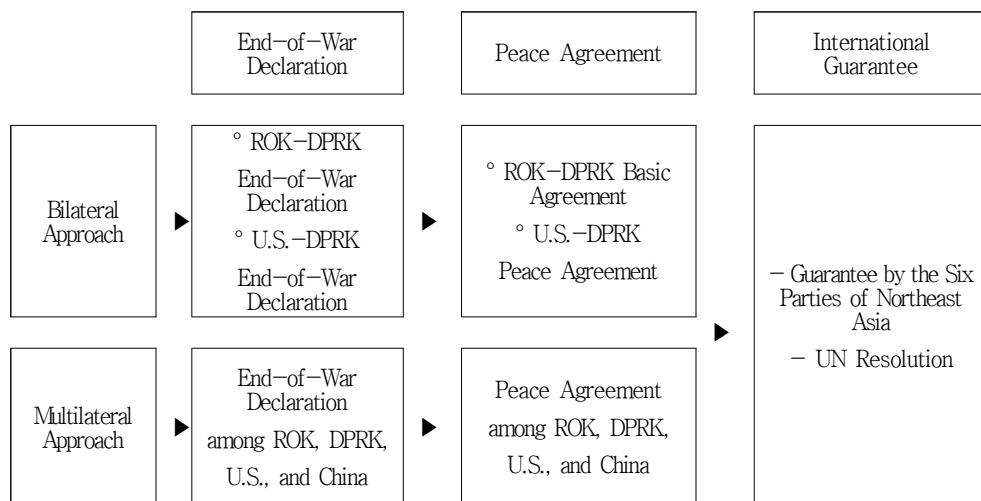 End-of-War
Declaration
Peace Agreement
International
Guarantee
Bilateral
Approach
° ROK-DPRK
End-of-War
Declaration
° U.S.-DPRK
End-of-War
Declaration
° ROK-DPRK Basic
Agreement
° U.S.-DPRK
Peace Agreement
- Guarantee by the Six
Parties of Northeast
Asia
- UN Resolution
Multilateral
Approach
End-of-War
Declaration
among ROK, DPRK,
U.S., and China
Peace Agreement
among ROK, DPRK,
U.S., and China